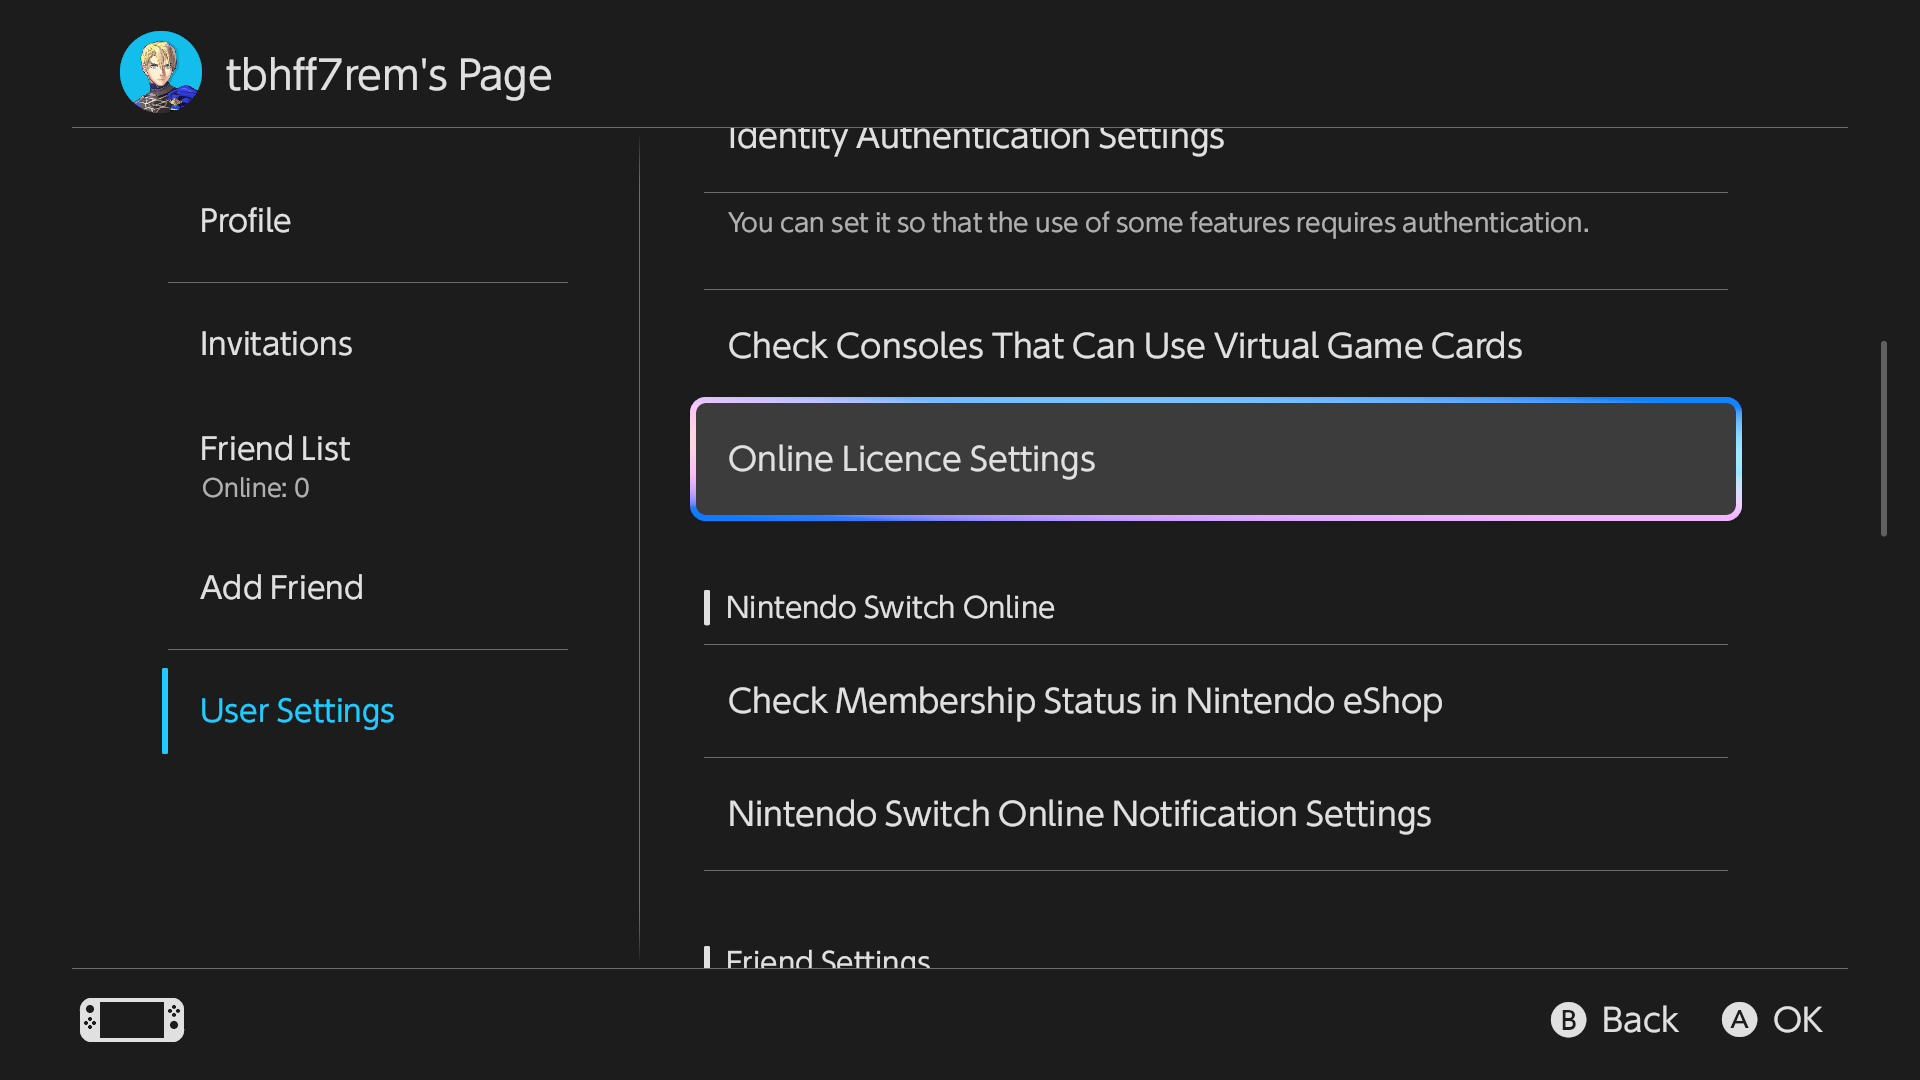 tbhff7rem's Page
Profile
Invitations
Friend List
Online: 0
Add Friend
User Settings
Identity Authentication Settings
You can set it so that the use of some features requires authentication.
Check Consoles That Can Use Virtual Game Cards
Online Licence Settings
Nintendo Switch Online
Check Membership Status in Nintendo eShop
Nintendo Switch Online Notification Settings
Friend Settings
B Back
A OK